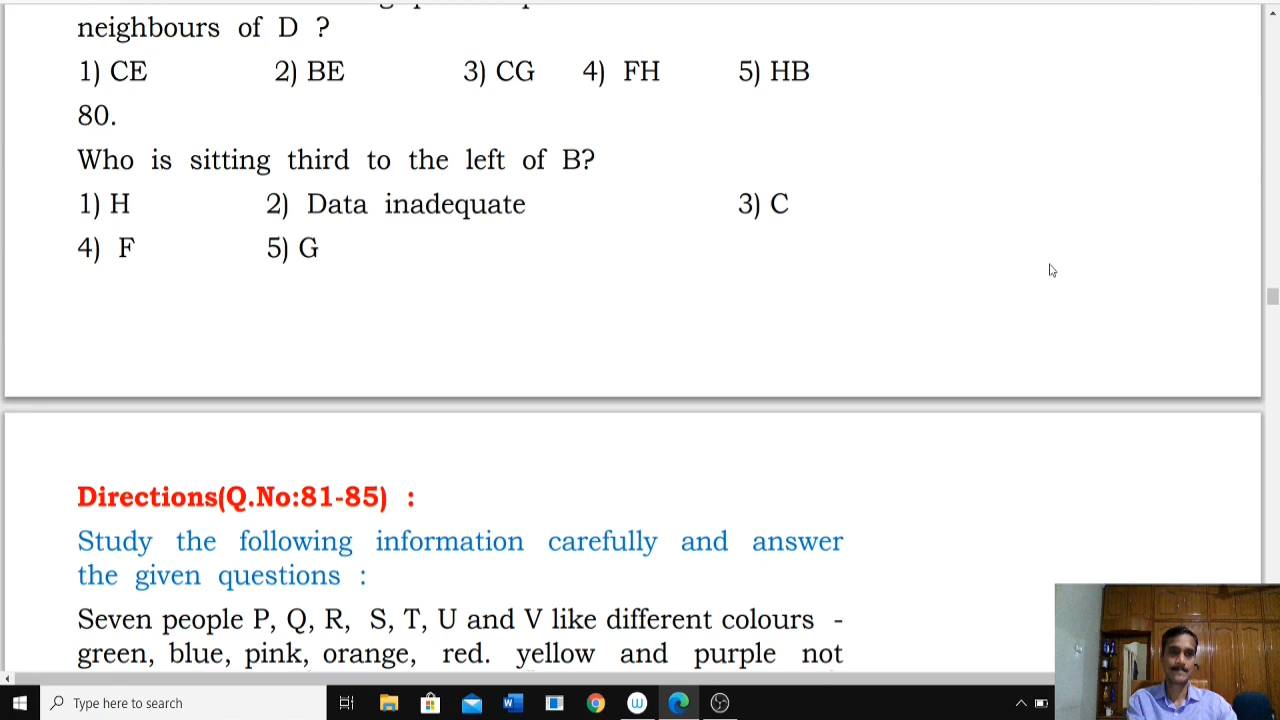 neighbours of D ?
1) CE 2) BE 3) CG 4) FH 5) HB
80.
Who is sitting third to the left of B?
1) H 2) Data inadequate 3) C
4) F 5) G
Directions(Q.No:81-85) :
Study the following information carefully and answer
the given questions :
Seven people P, Q, R, S, T, U and V like different colours -
green, blue, pink, orange, red. yellow and purple not
Type here to search